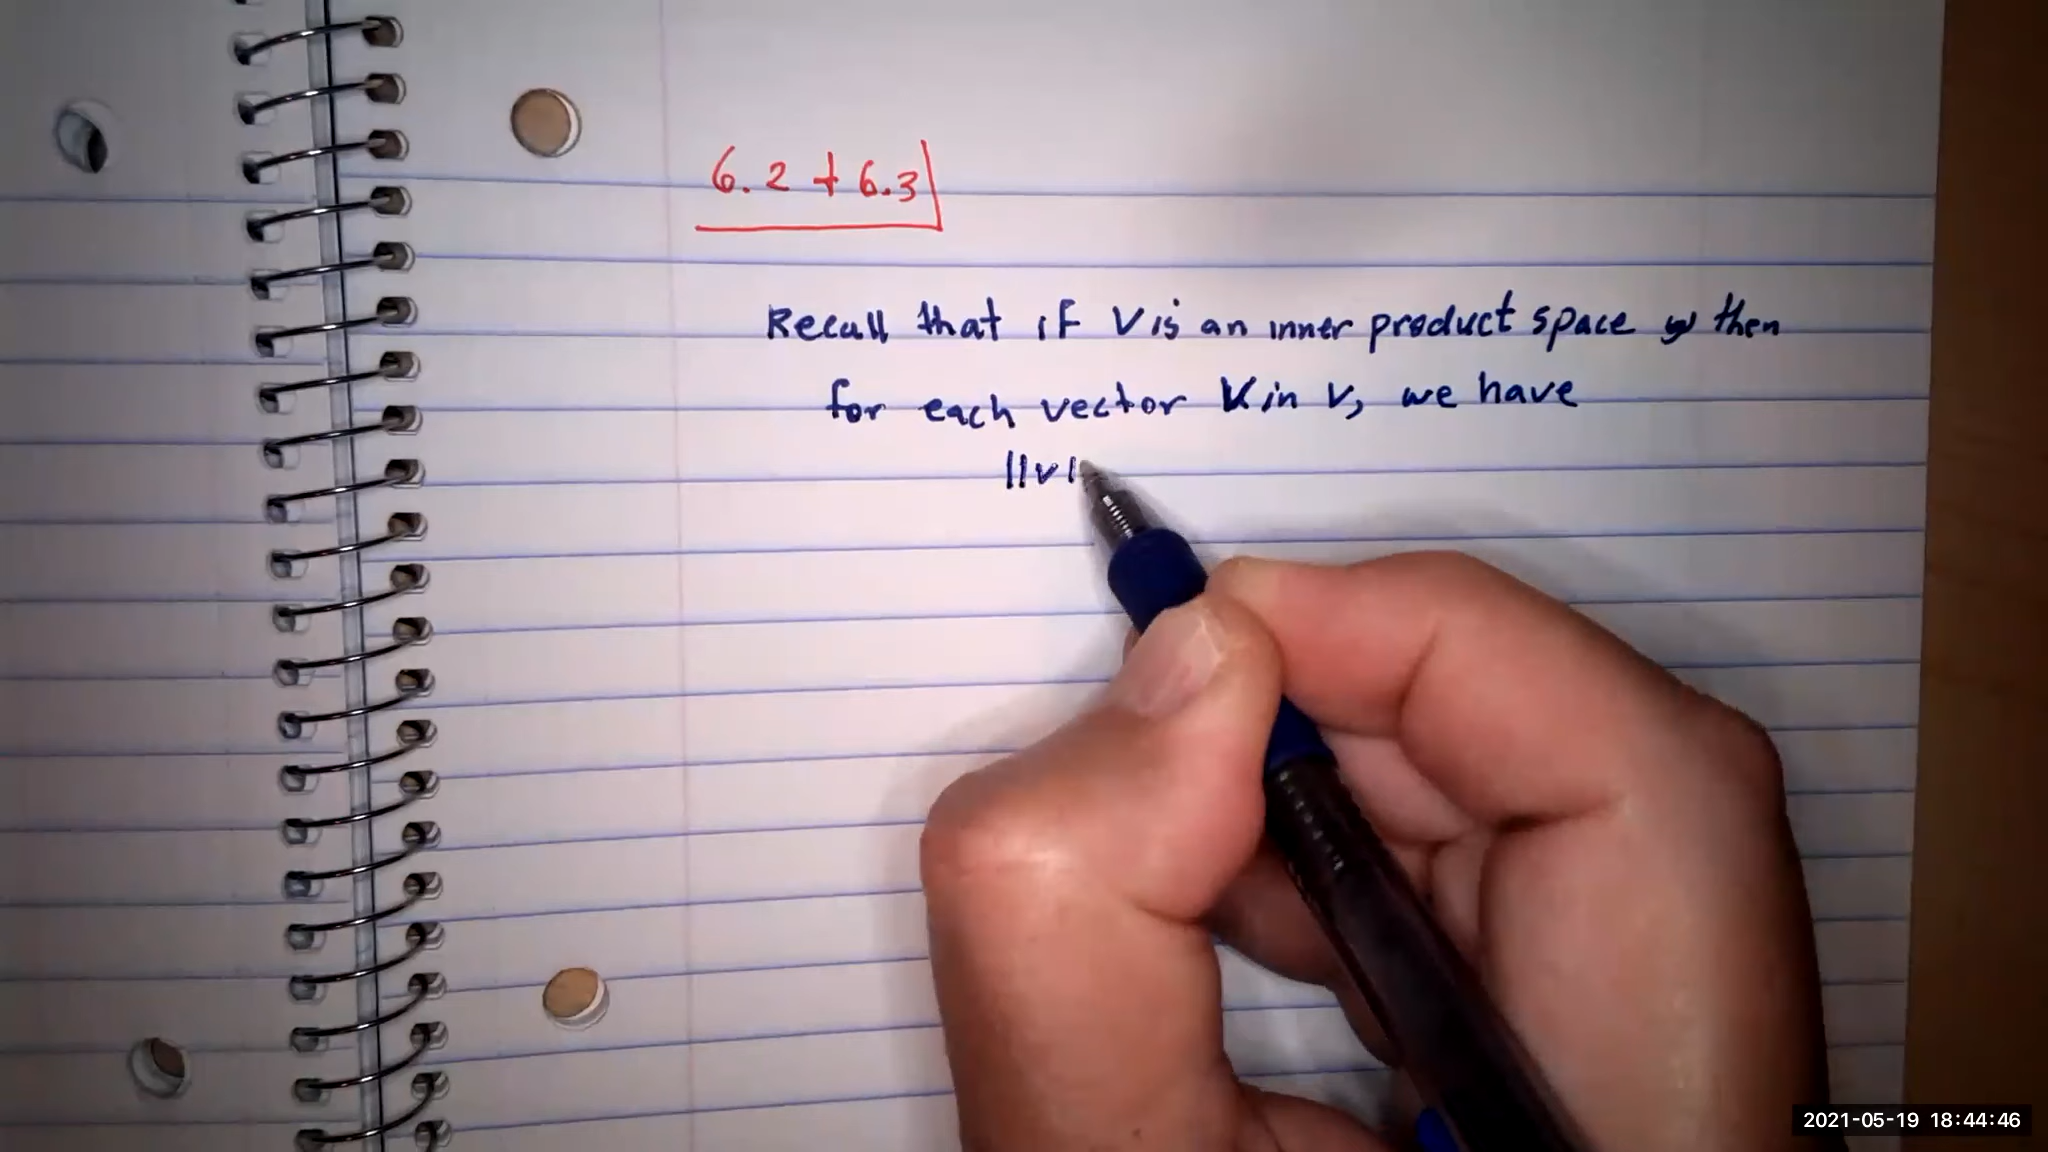 6.2 + 6.3
Recall that if V is an inner product space then
for each vector V in V, we have
||v|
2021-05-19 18:44:46